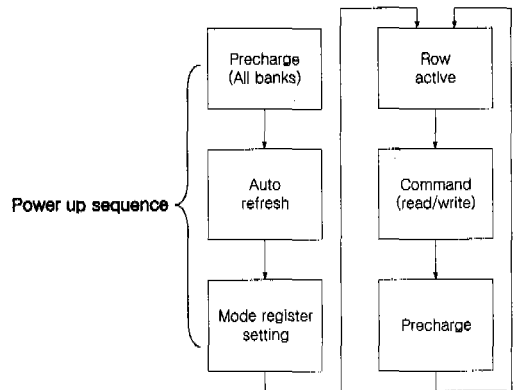 Power up sequence
Precharge
(All banks)
Auto
refresh
Mode register
setting
Row
active
Command
(read/write)
Precharge